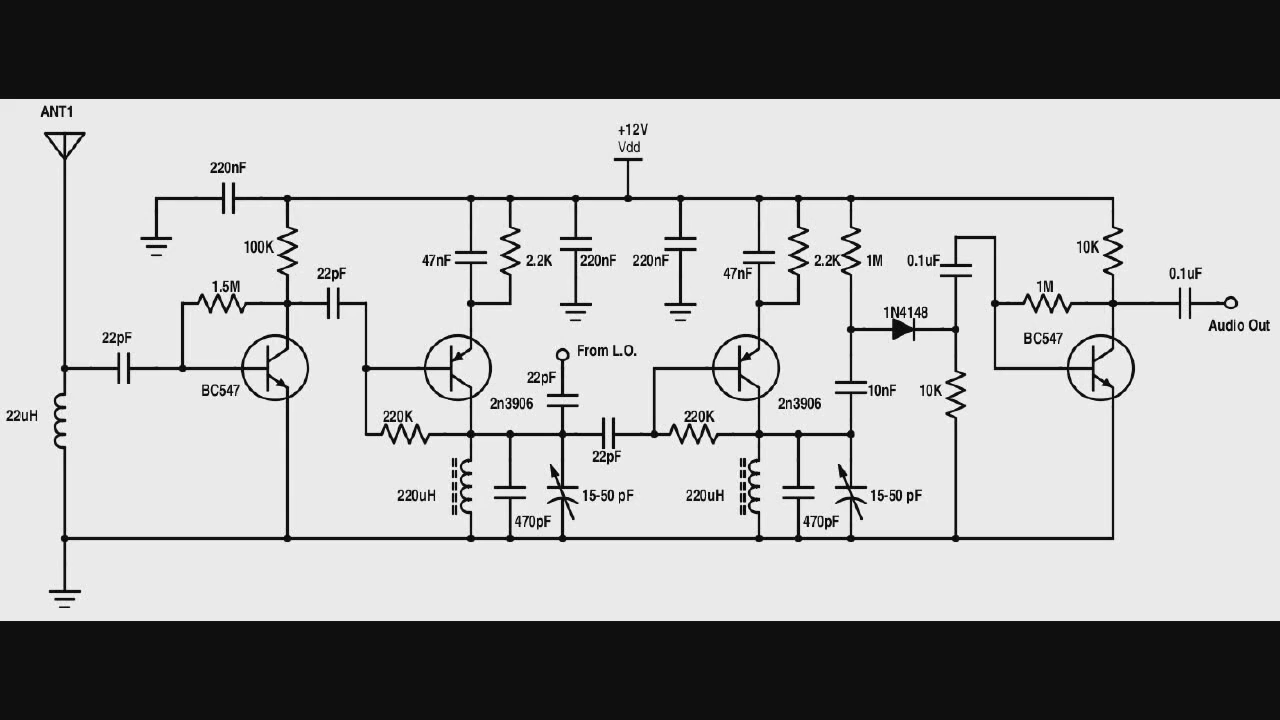 ANT1
+12V
Vdd
220nF
100K
22pF
47nF
2.2K
220nF
220nF
47nF
2.2K
1M
0.1uF
10K
0.1uF
1.5M
1M
1N4148
Audio Out
22pF
From L.O.
BC547
BC547
22pF
2n3906
2n3906
10nF
10K
22uH
220K
220K
22pF
220uH
15-50 pF
220uH
15-50 pF
470pF
470pF